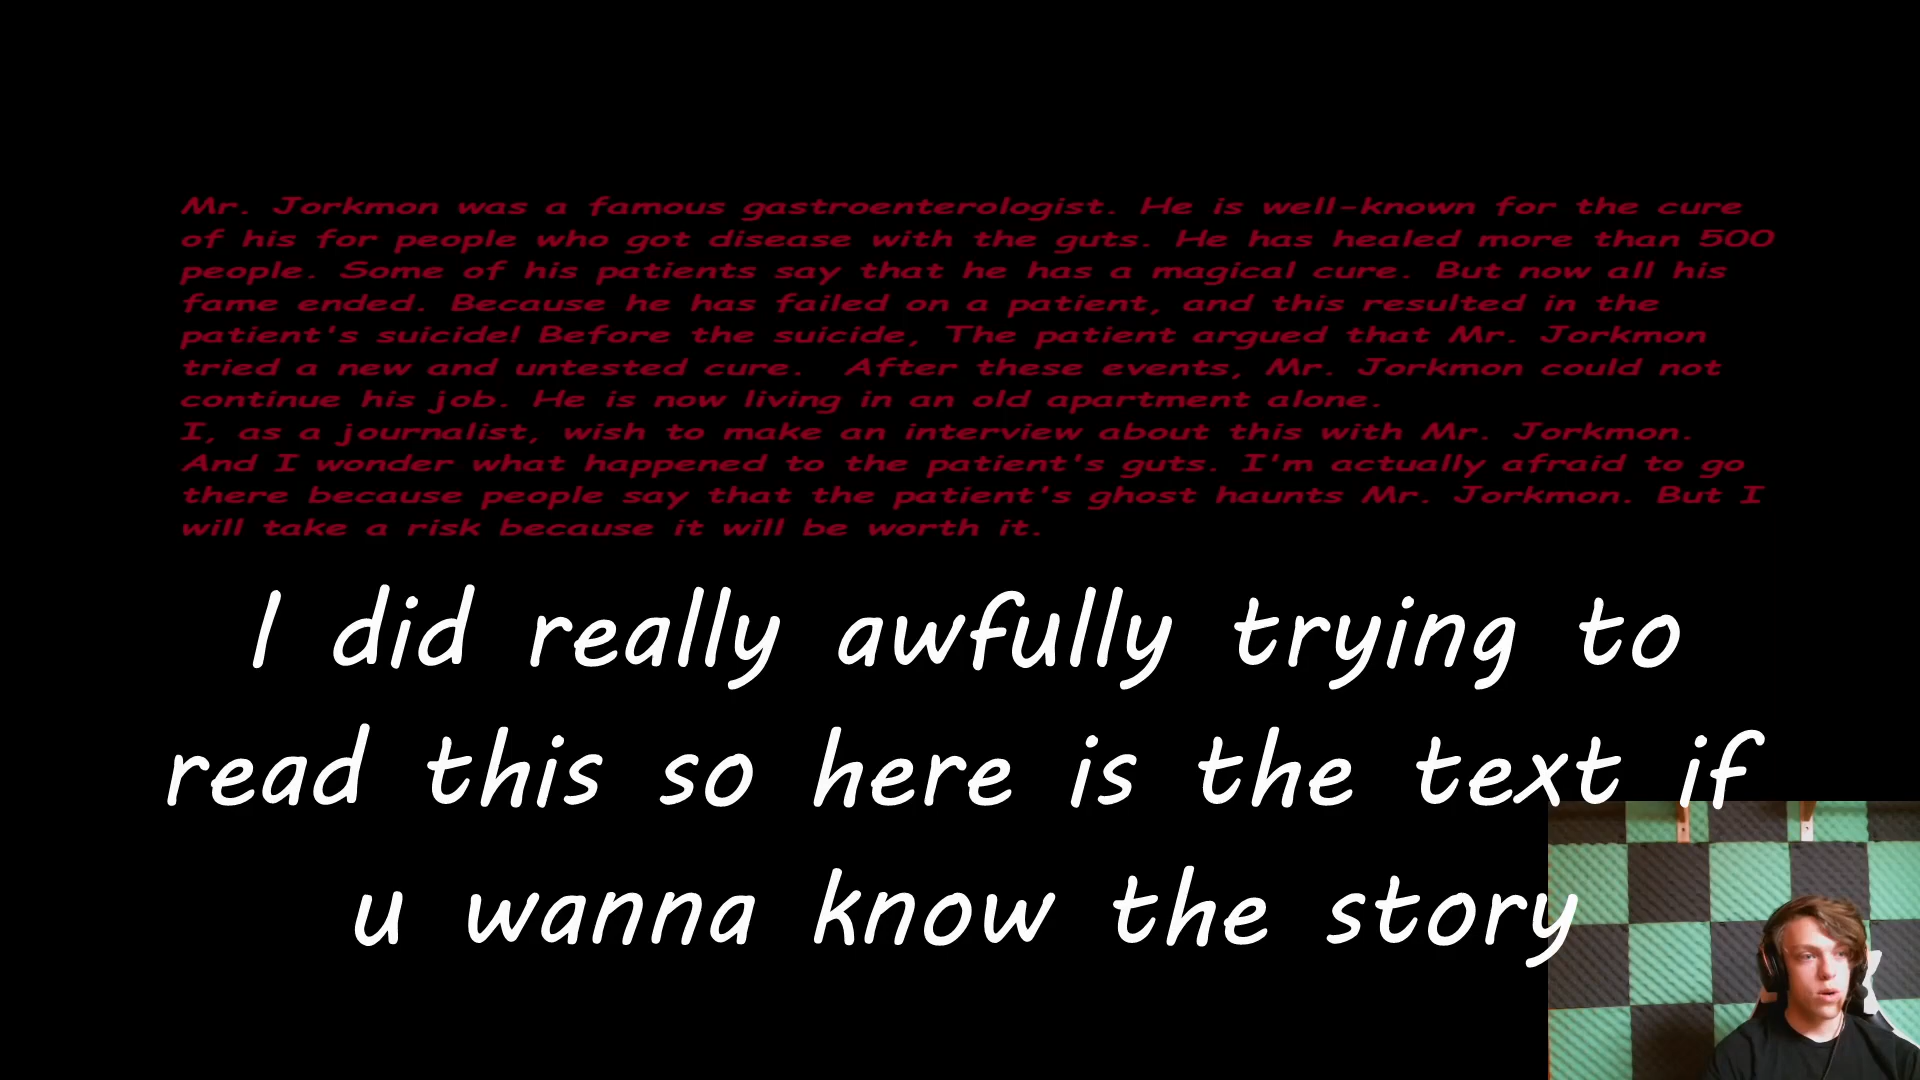 Mr. Jorkmon was a famous gastroenterologist. He is well-known for the cure
of his for people who got disease with the guts. He has healed more than 500
people. Some of his patients say that he has a magical cure. But now all his
fame ended. Because he has failed on a patient, and this resulted in the
patient's suicide! Before the suicide, The patient argued that Mr. Jorkmon
tried a new and untested cure.  After these events, Mr. Jorkmon could not
continue his job. He is now living in an old apartment alone.
I, as a journalist, wish to make an interview about this with Mr. Jorkmon.
And I wonder what happened to the patient's guts. I'm actually afraid to go
there because people say that the patient's ghost haunts Mr. Jorkmon. But I
will take a risk because it will be worth it.
I did really awfully trying to
read this so here is the text if
u wanna know the story